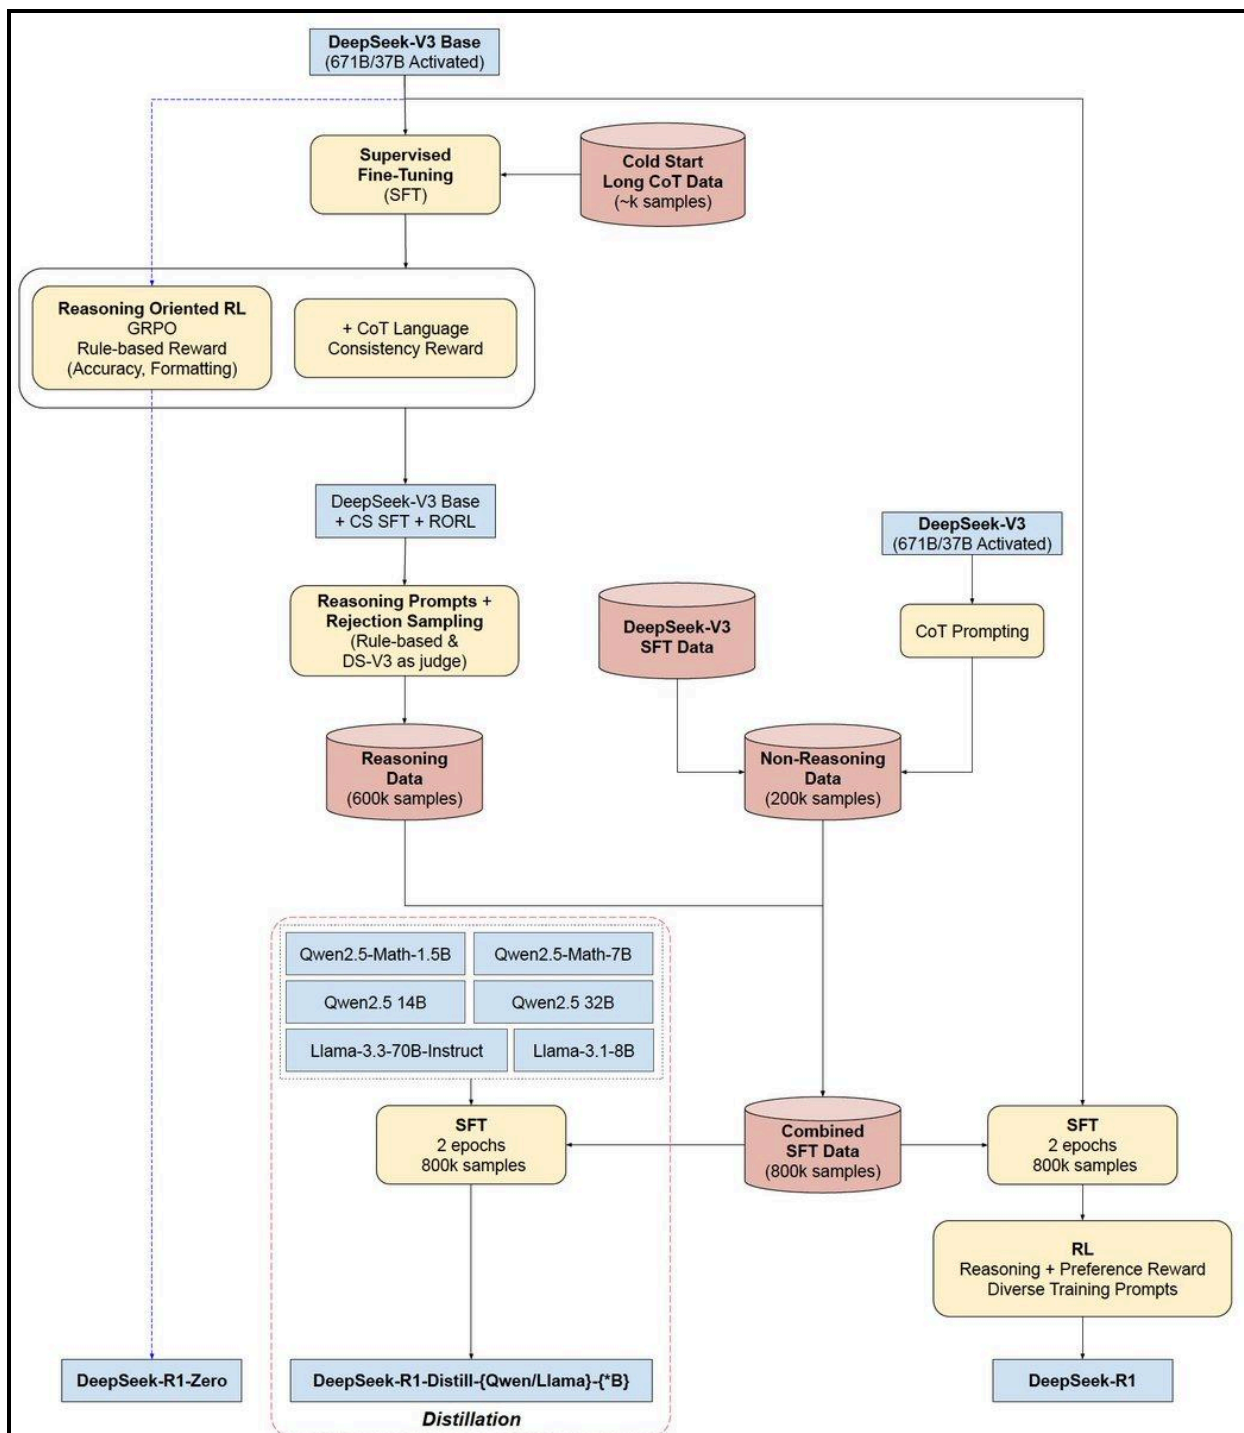 DeepSeek-V3 Base
(671B/37B Activated)
Supervised
Fine-Tuning
(SFT)
Cold Start
Long CoT Data
(~k samples)
Reasoning Oriented RL
GRPO
Rule-based Reward
(Accuracy, Formatting)
+ CoT Language
Consistency Reward
DeepSeek-V3 Base
+ CS SFT + RORL
DeepSeek-V3
(671B/37B Activated)
Reasoning Prompts +
Rejection Sampling
(Rule-based &
DS-V3 as judge)
DeepSeek-V3
SFT Data
CoT Prompting
Reasoning
Data
(600k samples)
Non-Reasoning
Data
(200k samples)
Qwen2.5-Math-1.5B
Qwen2.5-Math-7B
Qwen2.5 14B
Qwen2.5 32B
Llama-3.3-70B-Instruct
Llama-3.1-8B
SFT
2 epochs
800k samples
Combined
SFT Data
(800k samples)
SFT
2 epochs
800k samples
RL
Reasoning + Preference Reward
Diverse Training Prompts
DeepSeek-R1-Zero
DeepSeek-R1-Distill-{Qwen/Llama}-{*B}
DeepSeek-R1
Distillation